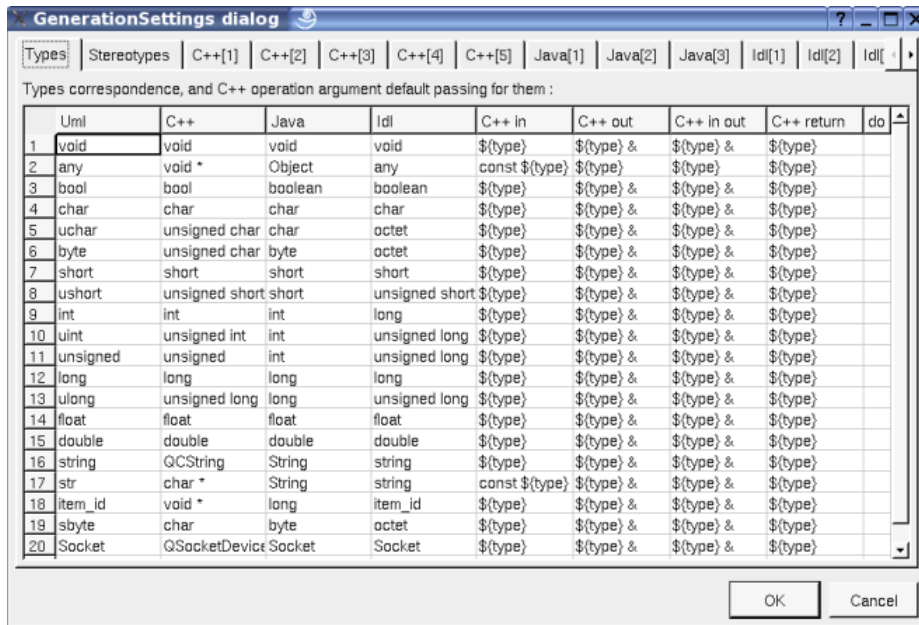 GenerationSettings dialog
Types Stereotypes C++[1] C++[2] C++[3] C++[4] C++[5] Java[1] Java[2] Java[3] Idl[1] Idl[2] Idl[
Types correspondence, and C++ operation argument default passing for them :
Uml C++ Java Idl C++ in C++ out C++ in out C++ return do
1 void void void void ${type} ${type} & ${type} & ${type}
2 any void * Object any const ${type} ${type} ${type} ${type}
3 bool bool boolean boolean ${type} ${type} & ${type} & ${type}
4 char char char char ${type} ${type} & ${type} & ${type}
5 uchar unsigned char char octet ${type} ${type} & ${type} & ${type}
6 byte unsigned char byte octet ${type} ${type} & ${type} & ${type}
7 short short short short ${type} ${type} & ${type} & ${type}
8 ushort unsigned short short unsigned short ${type} ${type} & ${type} & ${type}
9 int int int long ${type} ${type} & ${type} & ${type}
10 uint unsigned int int unsigned long ${type} ${type} & ${type} & ${type}
11 unsigned unsigned int unsigned long ${type} ${type} & ${type} & ${type}
12 long long long long ${type} ${type} & ${type} & ${type}
13 ulong unsigned long long unsigned long ${type} ${type} & ${type} & ${type}
14 float float float float ${type} ${type} & ${type} & ${type}
15 double double double double ${type} ${type} & ${type} & ${type}
16 string QCString String string ${type} ${type} & ${type} & ${type}
17 str char * String string const ${type} ${type} & ${type} & ${type}
18 item_id void * long item_id ${type} ${type} & ${type} & ${type}
19 sbyte char byte octet ${type} ${type} & ${type} & ${type}
20 Socket QSocketDevice Socket Socket ${type} ${type} & ${type} & ${type}
OK Cancel